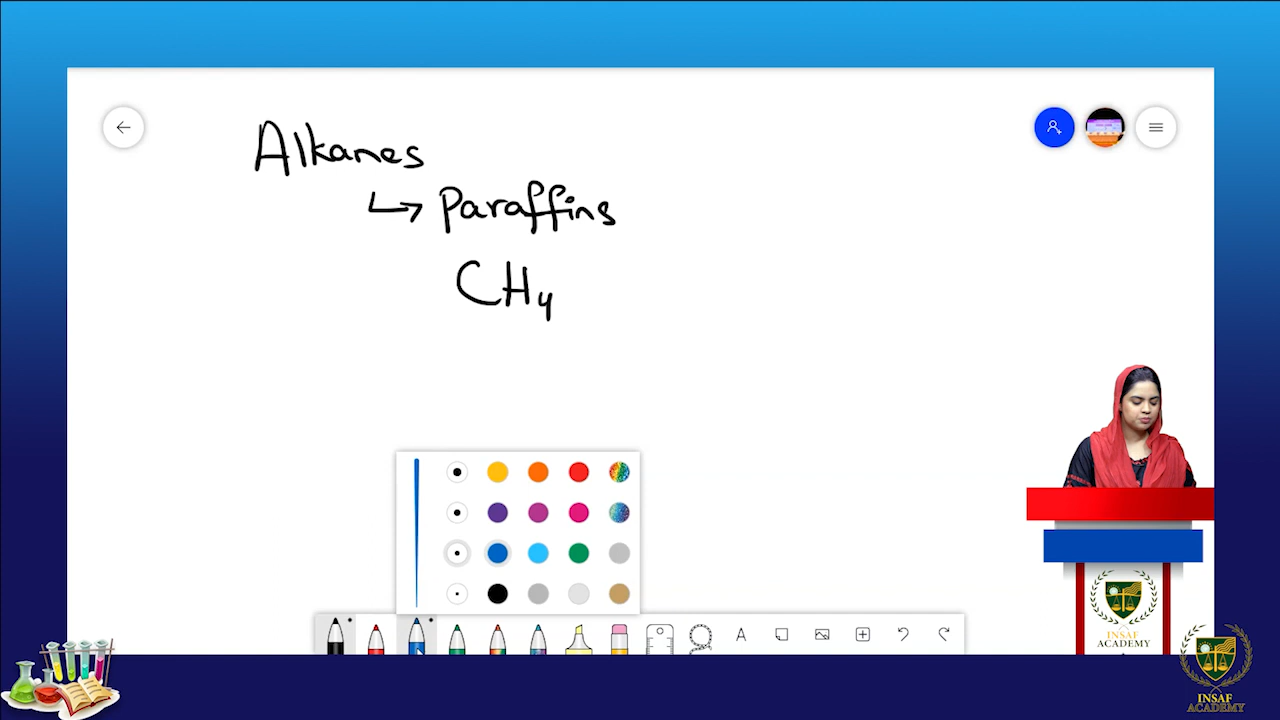 Alkanes
↳ Paraffins
CH₄
A
INSAF
ACADEMY
INSAF
ACADEMY